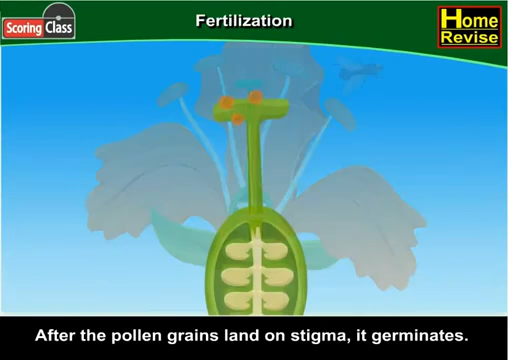 Scoring Class
Fertilization
Home
Revise
After the pollen grains land on stigma, it germinates.